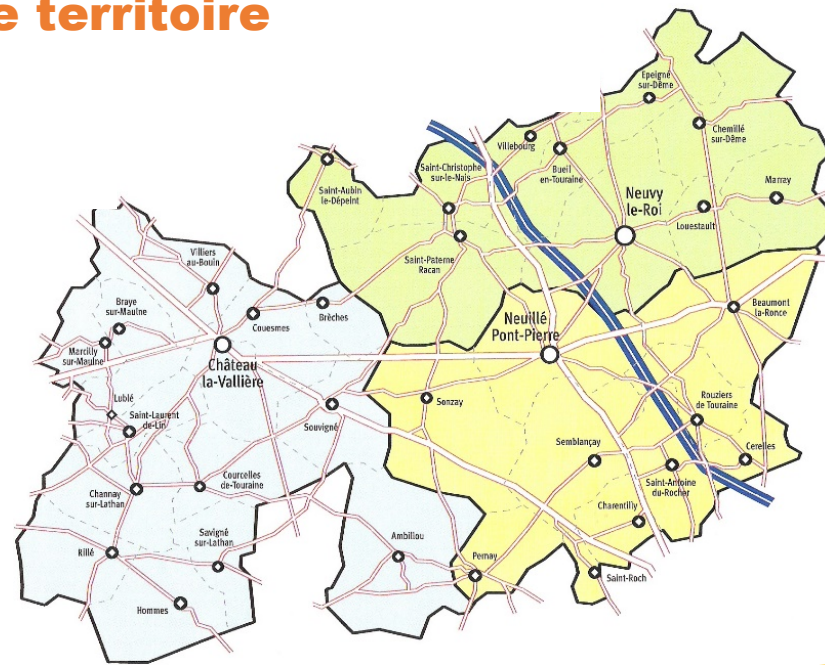 e territoire
Epeigné
sur-Dême
Chemillé
sur-Dême
Villebourg
Bueil
en-Touraine
Saint-Christophe
sur-le-Nais
Saint-Aubin
le-Dépeint
Neuvy
le-Roi
Marray
Louestault
Saint-Paterne
Racan
Villiers
au-Bouin
Braye
sur-Maulne
Couesmes
Brèches
Beaumont
la-Ronce
Neuillé
Pont-Pierre
Marcilly
sur-Maulne
Château
la-Vallière
Lublé
Saint-Laurent
de-Lin
Souvigné
Sonzay
Rouziers
de Touraine
Semblançay
Cerelles
Saint-Antoine
du-Rocher
Channay
sur-Lathan
Courcelles
de-Touraine
Charentilly
Savigné
sur-Lathan
Ambillou
Rillé
Pernay
Saint-Roch
Hommes